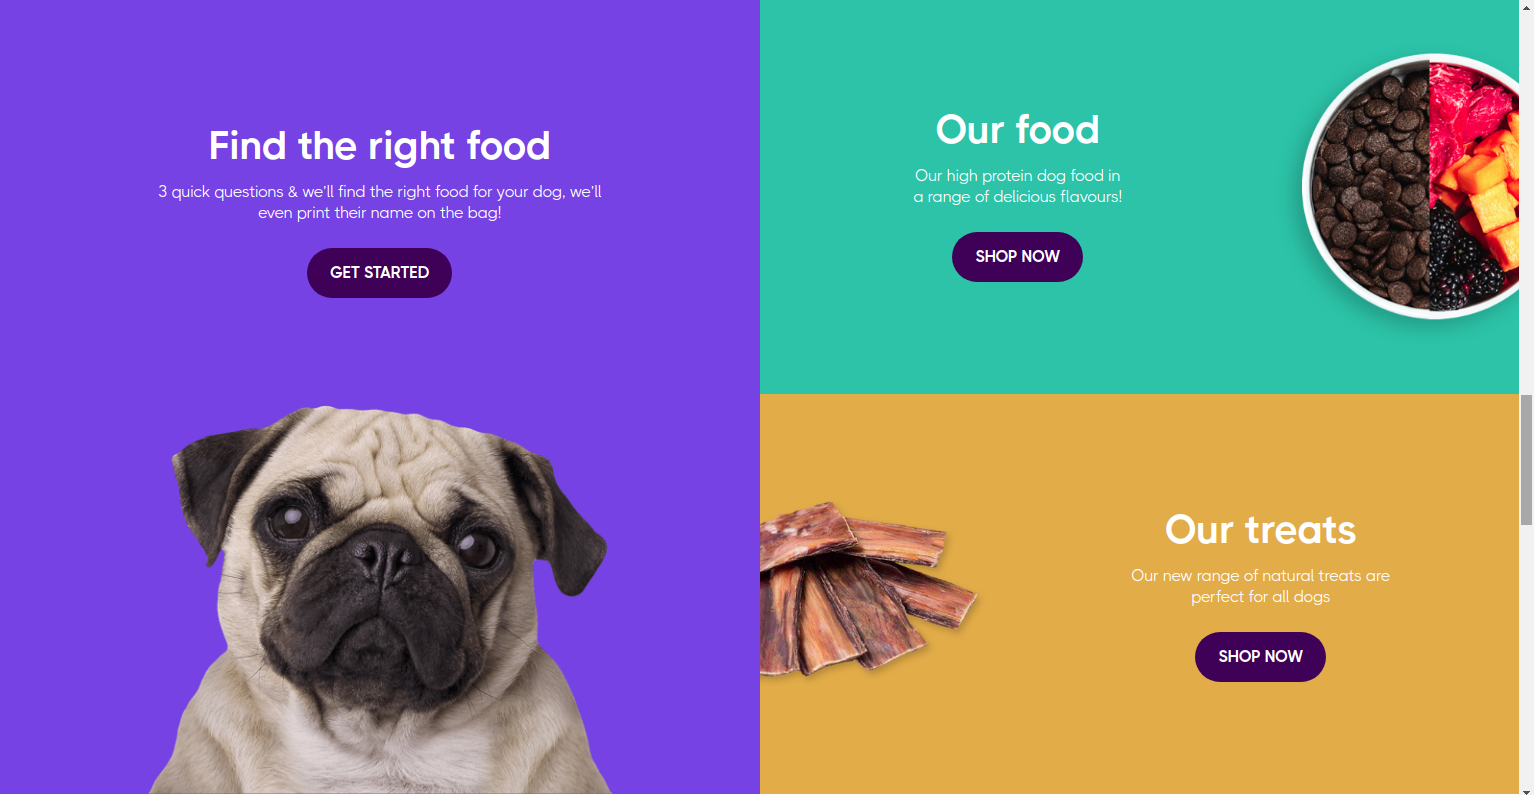 Find the right food
3 quick questions & we'll find the right food for your dog, we'll
even print their name on the bag!
GET STARTED
Our food
Our high protein dog food in
a range of delicious flavours!
SHOP NOW
Our treats
Our new range of natural treats are
perfect for all dogs
SHOP NOW